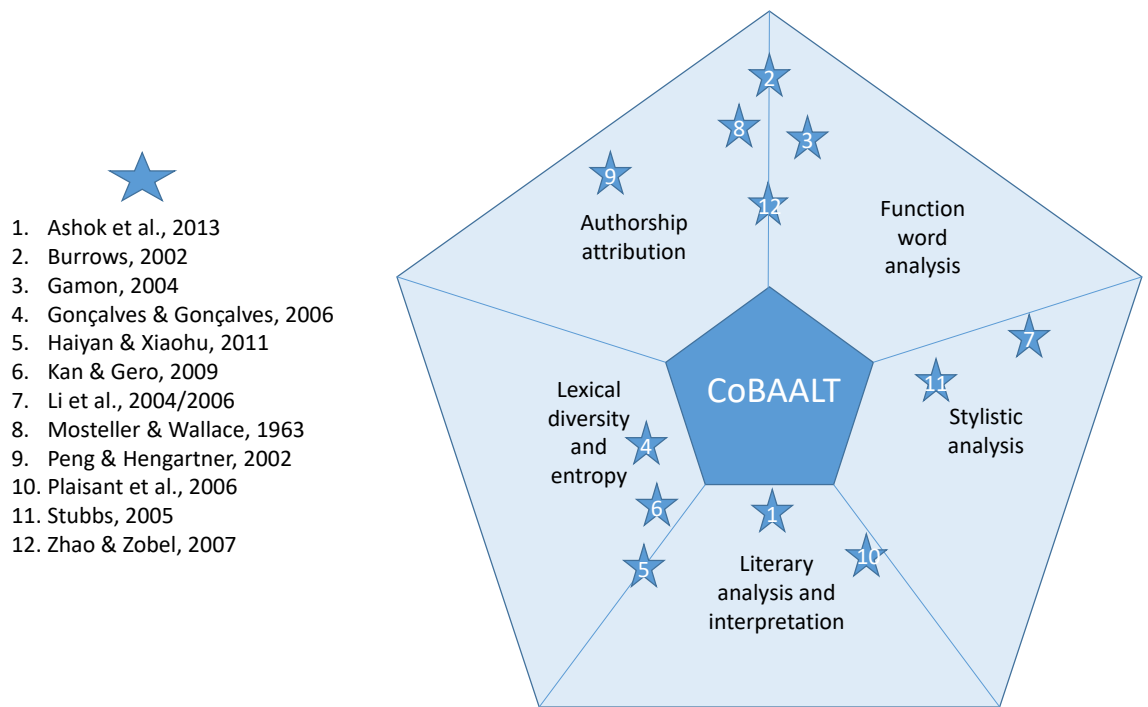 1. Ashok et al., 2013
2. Burrows, 2002
3. Gamon, 2004
4. Gonçalves & Gonçalves, 2006
5. Haiyan & Xiaohu, 2011
6. Kan & Gero, 2009
7. Li et al., 2004/2006
8. Mosteller & Wallace, 1963
9. Peng & Hengartner, 2002
10. Plaisant et al., 2006
11. Stubbs, 2005
12. Zhao & Zobel, 2007
2
8
3
9
12
Authorship
attribution
Function
word
analysis
7
11
Stylistic
analysis
CoBAALT
Lexical
diversity
and
entropy
4
6
5
1
10
Literary
analysis and
interpretation